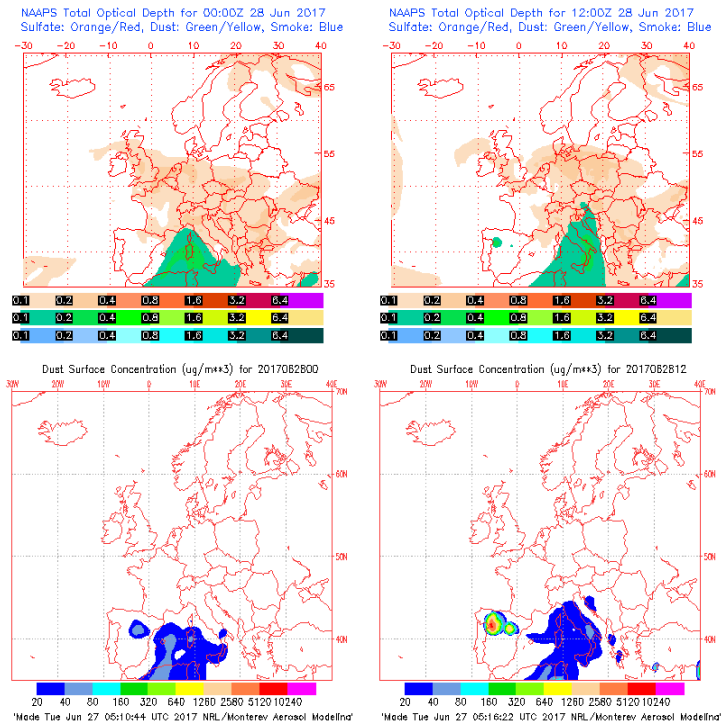 NAAPS Total Optical Depth for 00:00Z 28 Jun 2017
Sulfate: Orange/Red, Dust: Green/Yellow, Smoke: Blue
-30 -20 -10 0 10 20 30 40
65
55
45
35
0.1 0.2 0.4 0.8 1.6 3.2 6.4
0.1 0.2 0.4 0.8 1.6 3.2 6.4
0.1 0.2 0.4 0.8 1.6 3.2 6.4
NAAPS Total Optical Depth for 12:00Z 28 Jun 2017
Sulfate: Orange/Red, Dust: Green/Yellow, Smoke: Blue
-30 -20 -10 0 10 20 30 40
65
55
45
35
0.1 0.2 0.4 0.8 1.6 3.2 6.4
0.1 0.2 0.4 0.8 1.6 3.2 6.4
0.1 0.2 0.4 0.8 1.6 3.2 6.4
Dust Surface Concentration (ug/m**3) for 2017062800
30W 20W 10W 0 10E 20E 30E 40E
70N
60N
50N
40N
20 40 80 160 320 640 1280 2560 5120 10240
'Made Tue Jun 27 05:10:44 UTC 2017 NRL/Monterey Aerosol Modeling'
Dust Surface Concentration (ug/m**3) for 2017062812
30W 20W 10W 0 10E 20E 30E 40E
70N
60N
50N
40N
20 40 80 160 320 640 1280 2560 5120 10240
'Made Tue Jun 27 05:16:22 UTC 2017 NRL/Monterey Aerosol Modeling'